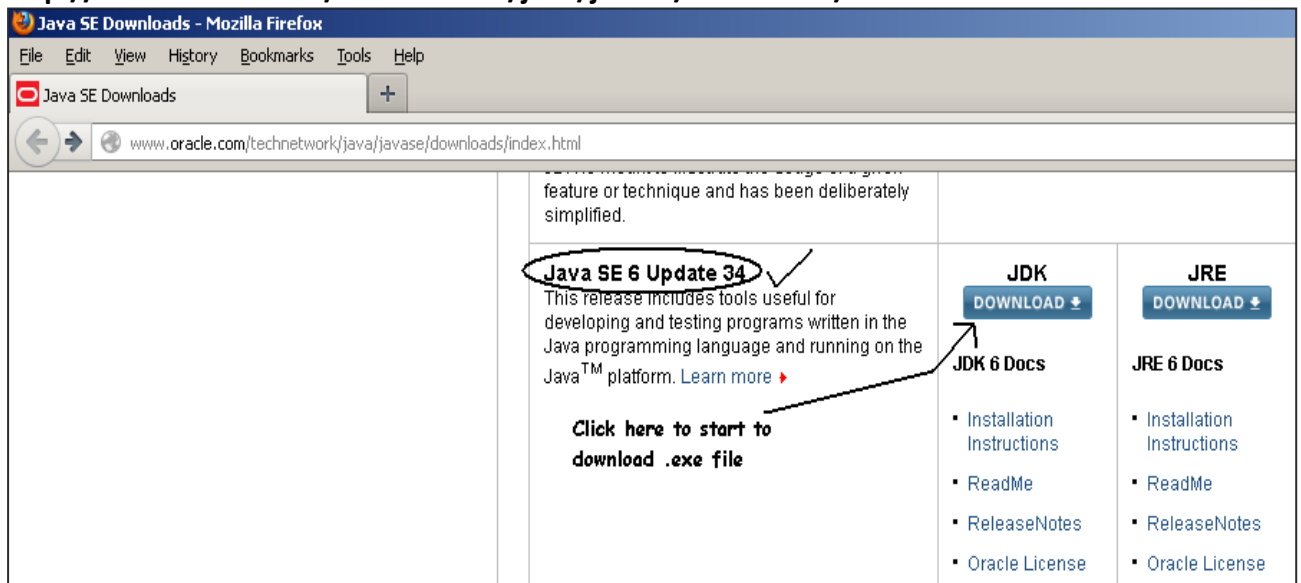 Java SE Downloads - Mozilla Firefox
File Edit View History Bookmarks Tools Help
Java SE Downloads +
www.oracle.com/technetwork/java/javase/downloads/index.html
feature or technique and has been deliberately
simplified.
Java SE 6 Update 34
This release includes tools useful for
developing and testing programs written in the
Java programming language and running on the
Java™ platform. Learn more
Click here to start to
download .exe file
JDK
DOWNLOAD
JDK 6 Docs
▪ Installation
Instructions
▪ ReadMe
▪ ReleaseNotes
▪ Oracle License
JRE
DOWNLOAD
JRE 6 Docs
▪ Installation
Instructions
▪ ReadMe
▪ ReleaseNotes
▪ Oracle License